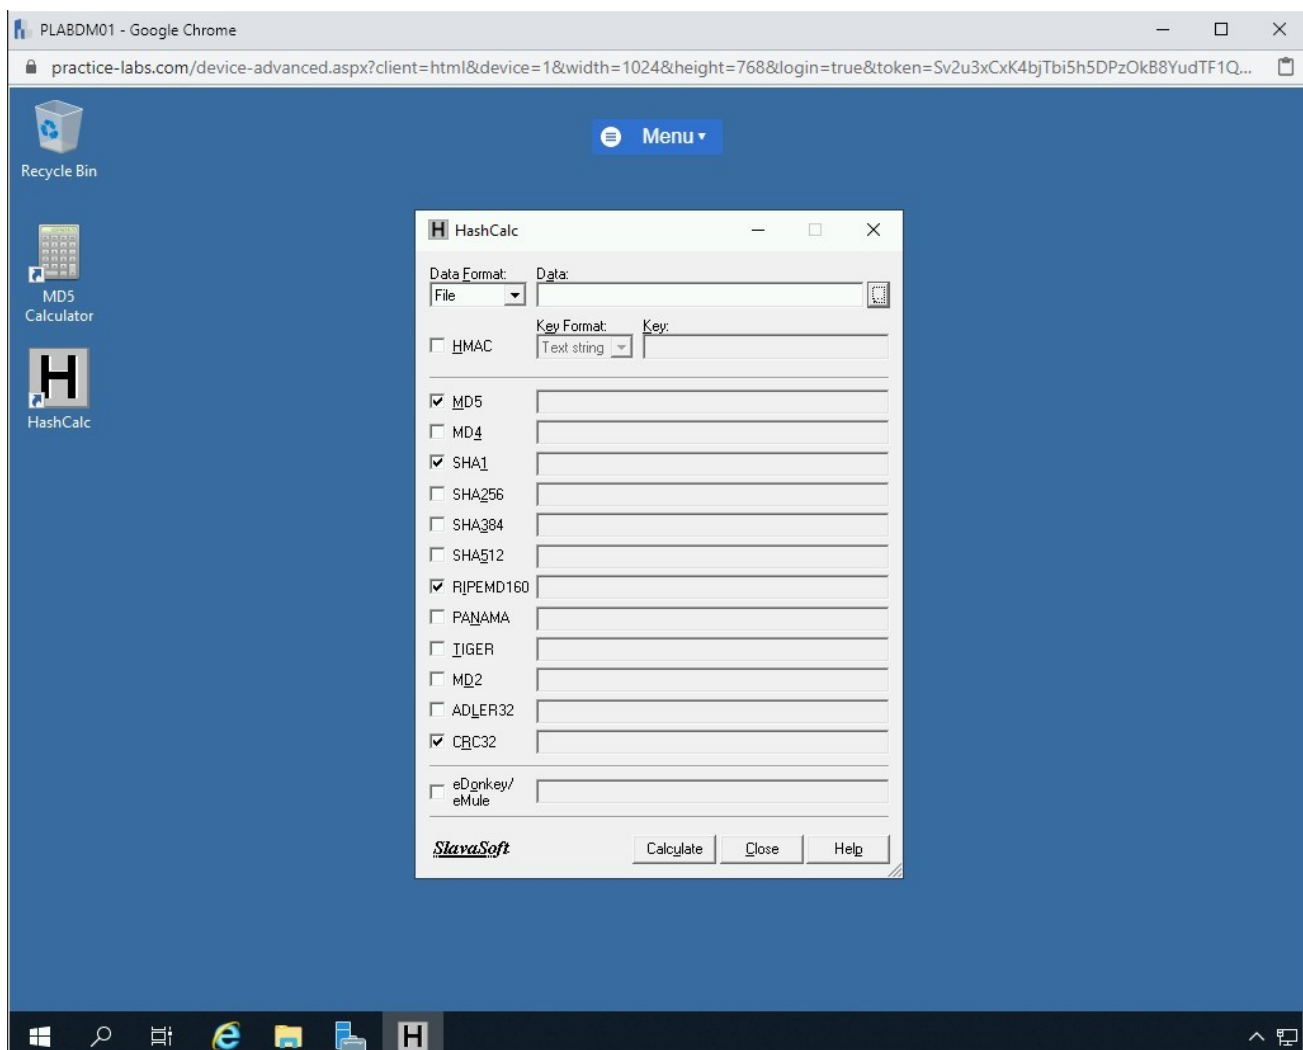 PLABDM01 - Google Chrome
practice-labs.com/device-advanced.aspx?client=html&device=1&width=1024&height=768&login=true&token=Sv2u3xCxK4bjTbi5h5DPzOkB8YudTF1Q...
Recycle Bin
Menu
MD5
Calculator
H
HashCalc
H HashCalc
Data Format: Data:
File
Key Format: Key:
HMAC Text string
MD5
MD4
SHA1
SHA256
SHA384
SHA512
RIPEMD160
PANAMA
TIGER
MD2
ADLER32
CRC32
eDonkey/
eMule
SlavaSoft Calculate Close Help
H